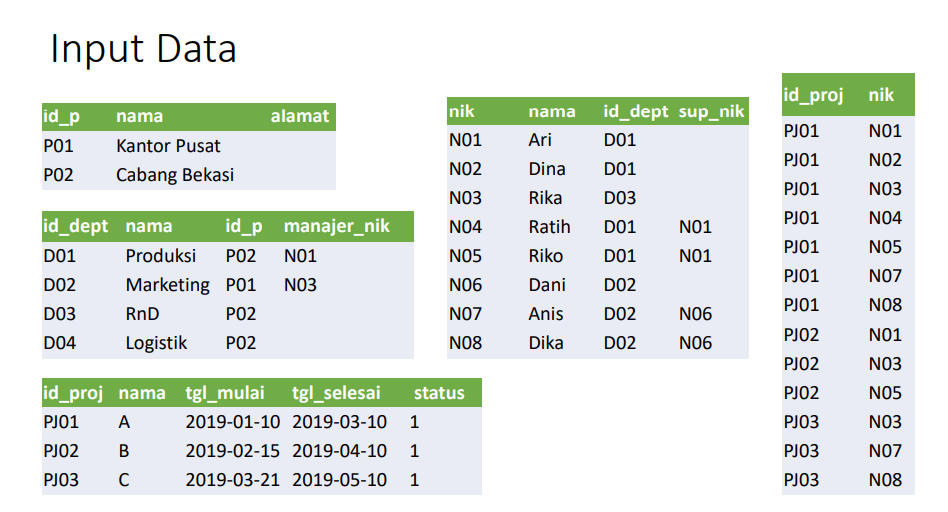 Input Data
id_p nama alamat
P01 Kantor Pusat
P02 Cabang Bekasi
id_dept nama id_p manajer_nik
D01 Produksi P02 N01
D02 Marketing P01 N03
D03 RnD P02
D04 Logistik P02
id_proj nama tgl_mulai tgl_selesai status
PJ01 A 2019-01-10 2019-03-10 1
PJ02 B 2019-02-15 2019-04-10 1
PJ03 C 2019-03-21 2019-05-10 1
nik nama id_dept sup_nik
N01 Ari D01
N02 Dina D01
N03 Rika D03
N04 Ratih D01 N01
N05 Riko D01 N01
N06 Dani D02
N07 Anis D02 N06
N08 Dika D02 N06
id_proj nik
PJ01 N01
PJ01 N02
PJ01 N03
PJ01 N04
PJ01 N05
PJ01 N07
PJ01 N08
PJ02 N01
PJ02 N03
PJ02 N05
PJ03 N03
PJ03 N07
PJ03 N08